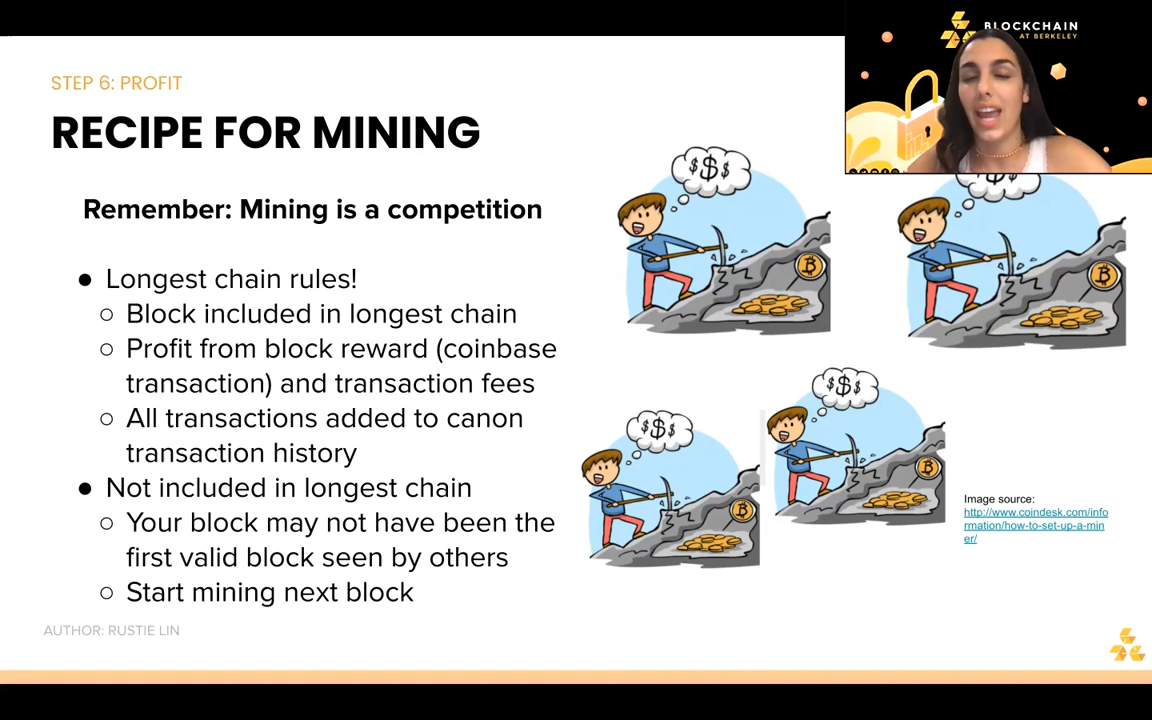 BLOCKCHAIN
AT BERKELEY
STEP 6: PROFIT
RECIPE FOR MINING
Remember: Mining is a competition
● Longest chain rules!
○ Block included in longest chain
○ Profit from block reward (coinbase
transaction) and transaction fees
○ All transactions added to canon
transaction history
● Not included in longest chain
○ Your block may not have been the
first valid block seen by others
○ Start mining next block
$$$
$$$
$$$
$$$
Image source:
http://www.coindesk.com/info
rmation/how-to-set-up-a-min
er/
AUTHOR: RUSTIE LIN